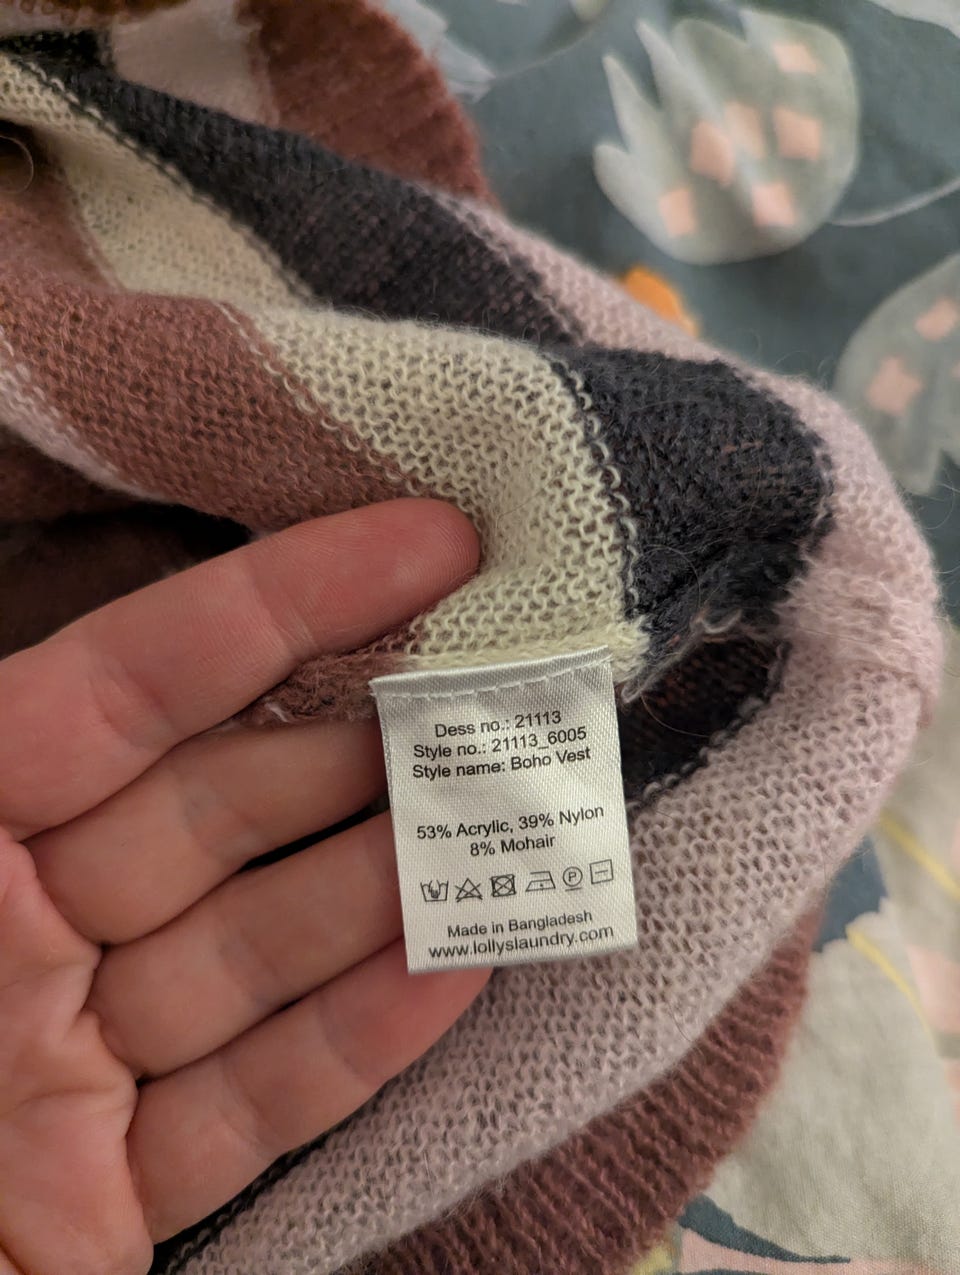 Dess no.: 21113
Style no.: 21113_6005
Style name: Boho Vest
53% Acrylic, 39% Nylon
8% Mohair
P
Made in Bangladesh
www.lollyslaundry.com